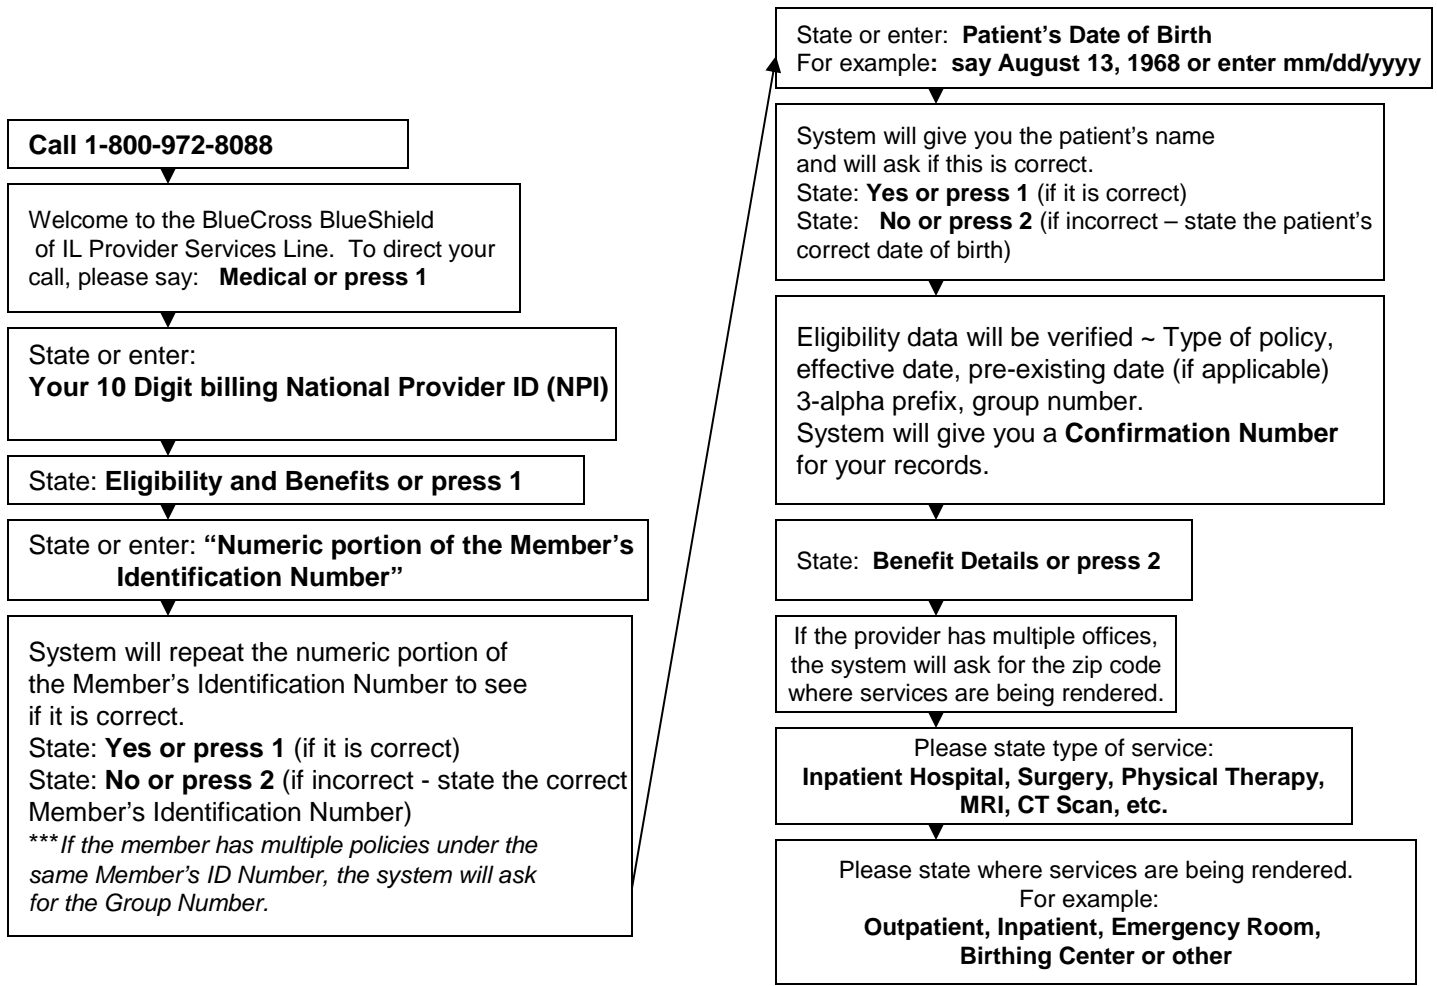 Call 1-800-972-8088
Welcome to the BlueCross BlueShield
of IL Provider Services Line. To direct your
call, please say: Medical or press 1
State or enter:
Your 10 Digit billing National Provider ID (NPI)
State: Eligibility and Benefits or press 1
State or enter: “Numeric portion of the Member’s
Identification Number”
System will repeat the numeric portion of
the Member’s Identification Number to see
if it is correct.
State: Yes or press 1 (if it is correct)
State: No or press 2 (if incorrect - state the correct
Member’s Identification Number)
***If the member has multiple policies under the
same Member’s ID Number, the system will ask
for the Group Number.
State or enter: Patient’s Date of Birth
For example: say August 13, 1968 or enter mm/dd/yyyy
System will give you the patient’s name
and will ask if this is correct.
State: Yes or press 1 (if it is correct)
State: No or press 2 (if incorrect – state the patient’s
correct date of birth)
Eligibility data will be verified ~ Type of policy,
effective date, pre-existing date (if applicable)
3-alpha prefix, group number.
System will give you a Confirmation Number
for your records.
State: Benefit Details or press 2
If the provider has multiple offices,
the system will ask for the zip code
where services are being rendered.
Please state type of service:
Inpatient Hospital, Surgery, Physical Therapy,
MRI, CT Scan, etc.
Please state where services are being rendered.
For example:
Outpatient, Inpatient, Emergency Room,
Birthing Center or other